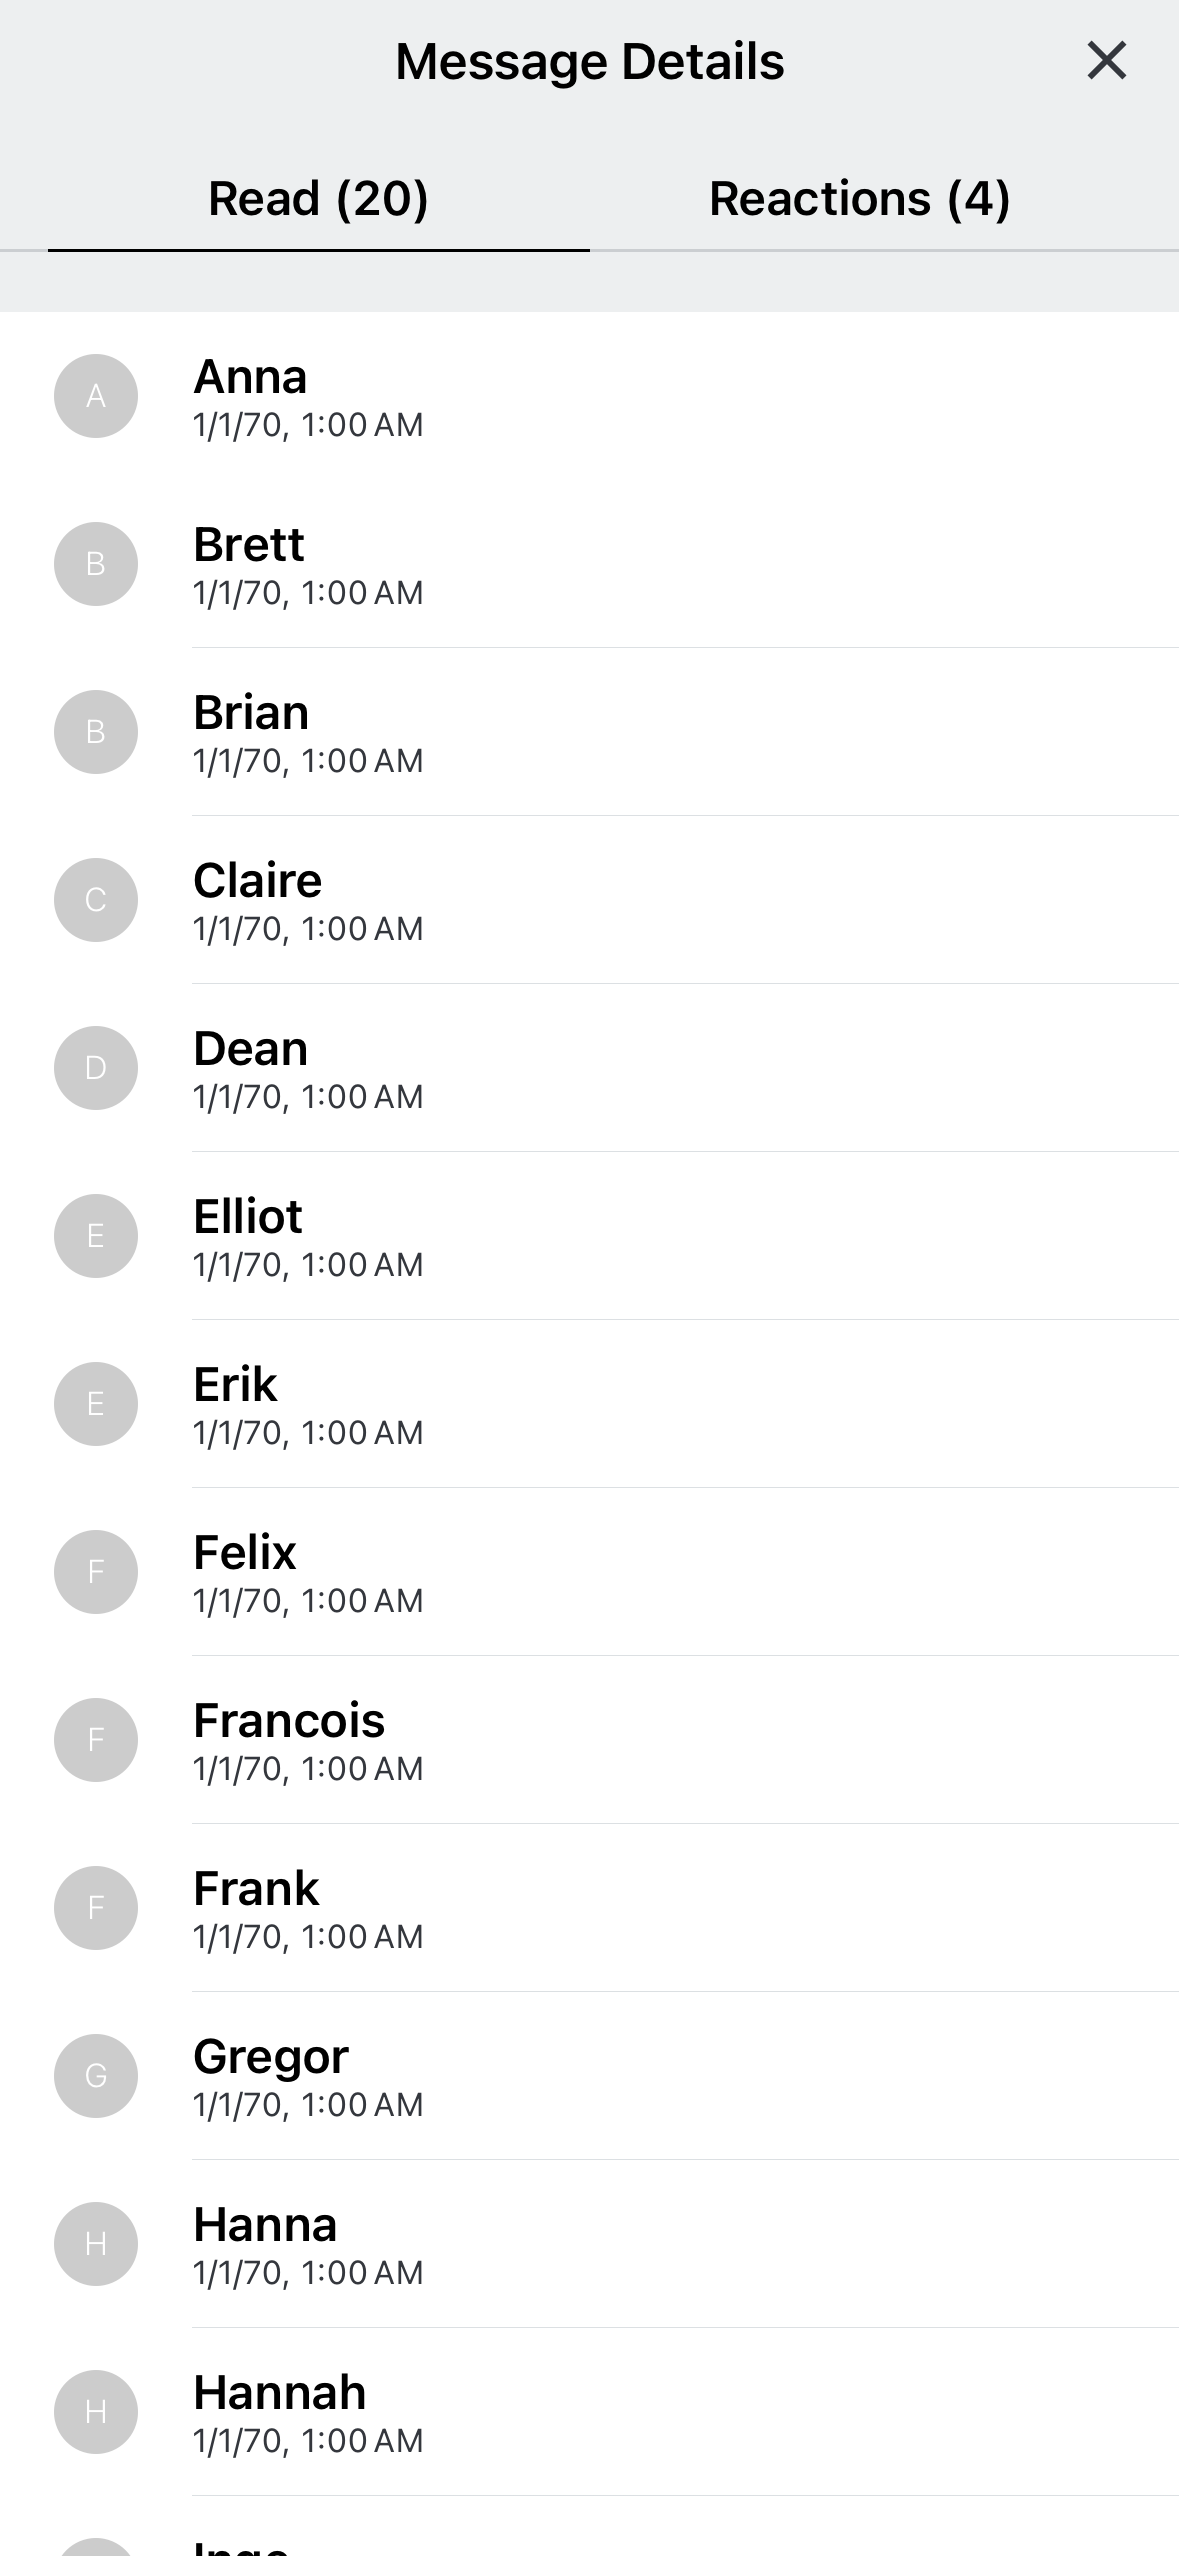 Message Details
Read (20)
Reactions (4)
A
Anna
1/1/70, 1:00 AM
B
Brett
1/1/70, 1:00 AM
B
Brian
1/1/70, 1:00 AM
C
Claire
1/1/70, 1:00 AM
D
Dean
1/1/70, 1:00 AM
E
Elliot
1/1/70, 1:00 AM
E
Erik
1/1/70, 1:00 AM
F
Felix
1/1/70, 1:00 AM
F
Francois
1/1/70, 1:00 AM
F
Frank
1/1/70, 1:00 AM
G
Gregor
1/1/70, 1:00 AM
H
Hanna
1/1/70, 1:00 AM
H
Hannah
1/1/70, 1:00 AM